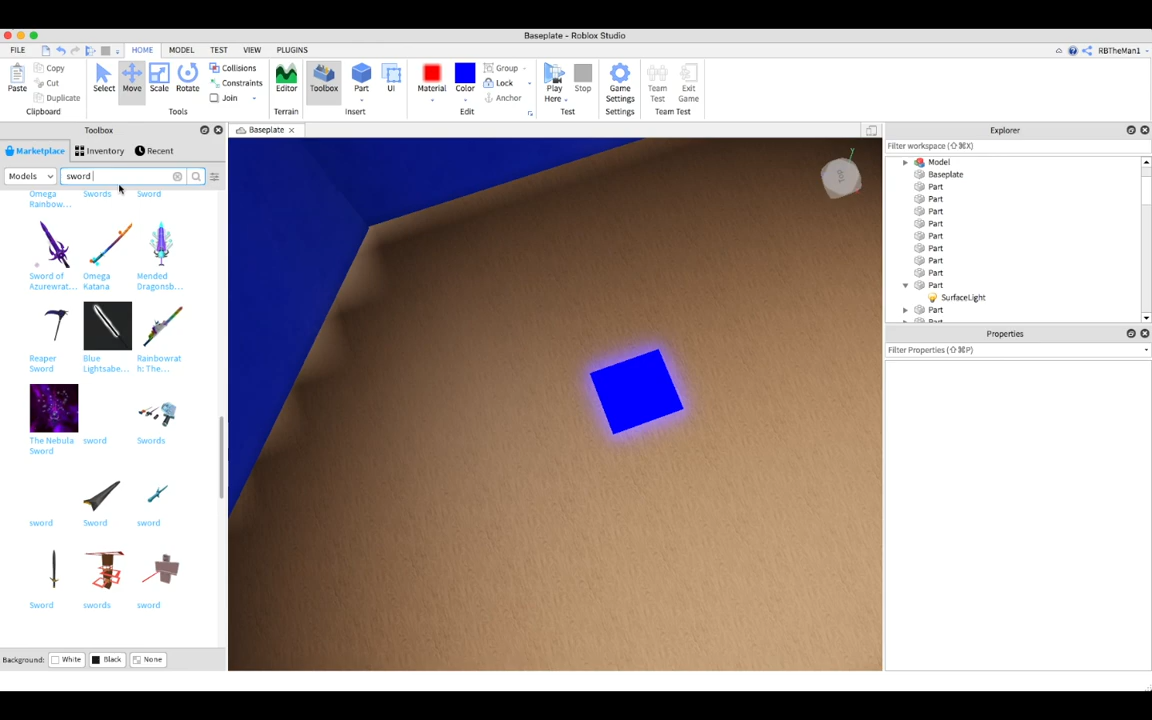 Baseplate - Roblox Studio
FILE HOME MODEL TEST VIEW PLUGINS RBTheMan1
Paste Copy Cut Duplicate Select Move Scale Rotate Collisions Constraints Join Editor Toolbox Part UI Material Color Group Lock Anchor Play Here Stop Game Settings Team Test Exit Game
Clipboard Tools Terrain Insert Edit Test Settings Team Test
Toolbox
Marketplace Inventory Recent
Models sword
Omega Rainbow... Swords Sword
Sword of Azurewrat... Omega Katana Mended Dragonsb...
Reaper Sword Blue Lightsabe... Rainbowrat h: The...
The Nebula Sword sword Swords
sword Sword sword
Sword swords sword
Background: White Black None
Baseplate
Explorer
Filter workspace (⇧⌘X)
Model
Baseplate
Part
Part
Part
Part
Part
Part
Part
Part
Part
SurfaceLight
Part
Part
Properties
Filter Properties (⇧⌘P)